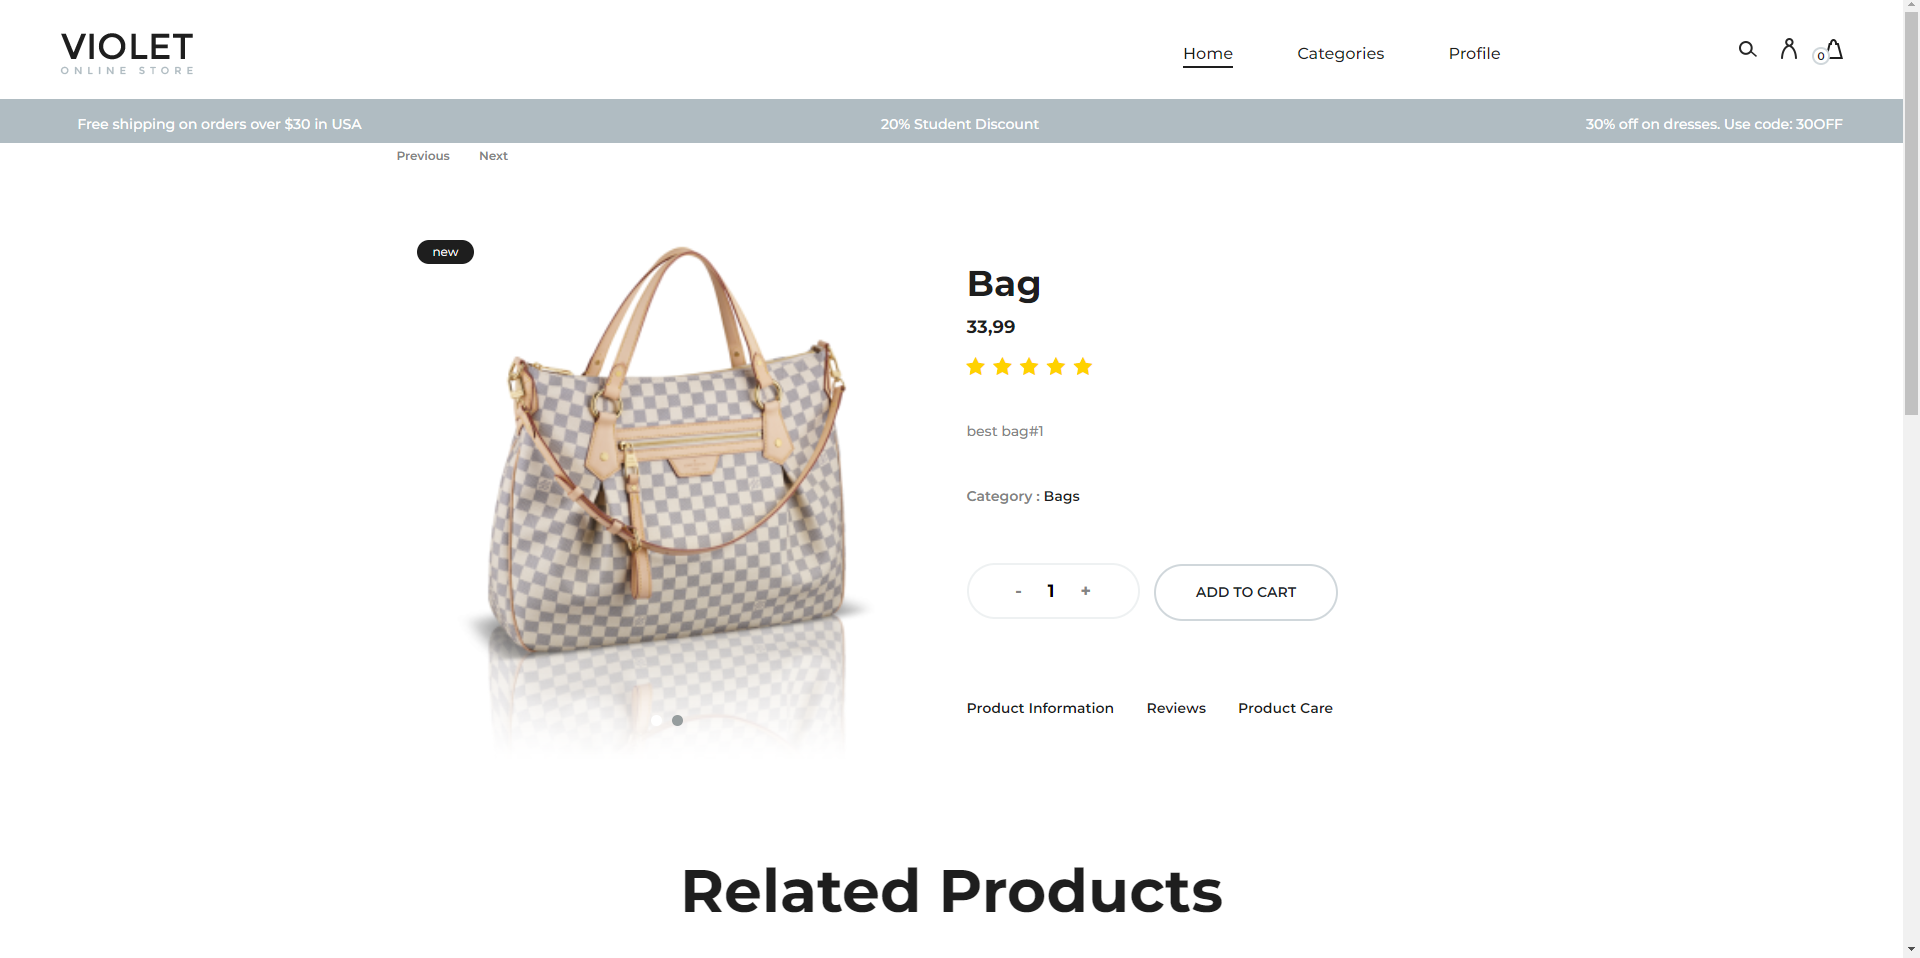 VIOLET
ONLINE STORE
Home
Categories
Profile
0
Free shipping on orders over $30 in USA
20% Student Discount
30% off on dresses. Use code: 30OFF
Previous
Next
new
Bag
33,99
best bag#1
Category : Bags
- 1 +
ADD TO CART
Product Information
Reviews
Product Care
Related Products